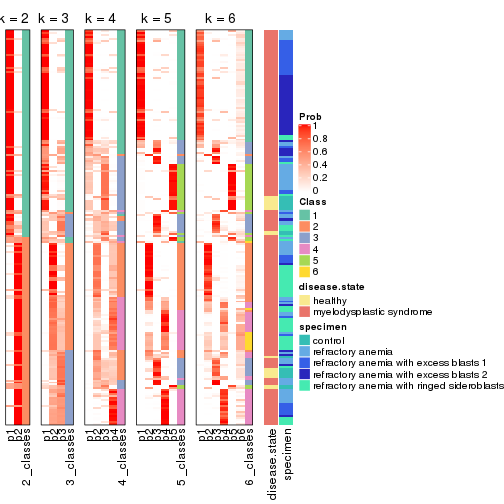 k = 2
k = 3
k = 4
k = 5
k = 6
Prob
1
0.8
0.6
0.4
0.2
0
Class
1
2
3
4
5
6
disease.state
healthy
myelodysplastic syndrome
specimen
control
refractory anemia
refractory anemia with excess blasts 1
refractory anemia with excess blasts 2
refractory anemia with ringed sideroblasts
p1
p2
2_classes
p1
p2
p3
3_classes
p1
p2
p3
p4
4_classes
p1
p2
p3
p4
p5
5_classes
p1
p2
p3
p4
p5
p6
6_classes
disease.state
specimen